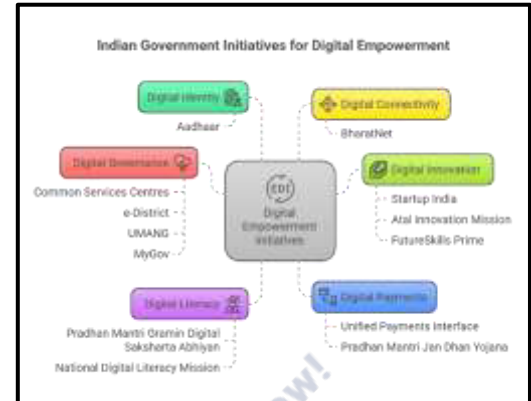 Indian Government Initiatives for Digital Empowerment
Digital Identity
Aadhaar
Digital Connectivity
BharatNet
Digital Governance
Common Services Centres
e-District
UMANG
MyGov
EDI
Digital
Empowerment
Initiatives
Digital Innovation
Startup India
Atal Innovation Mission
FutureSkills Prime
Digital Literacy
Pradhan Mantri Gramin Digital
Saksharta Abhiyan
National Digital Literacy Mission
Digital Payments
Unified Payments Interface
Pradhan Mantri Jan Dhan Yojana